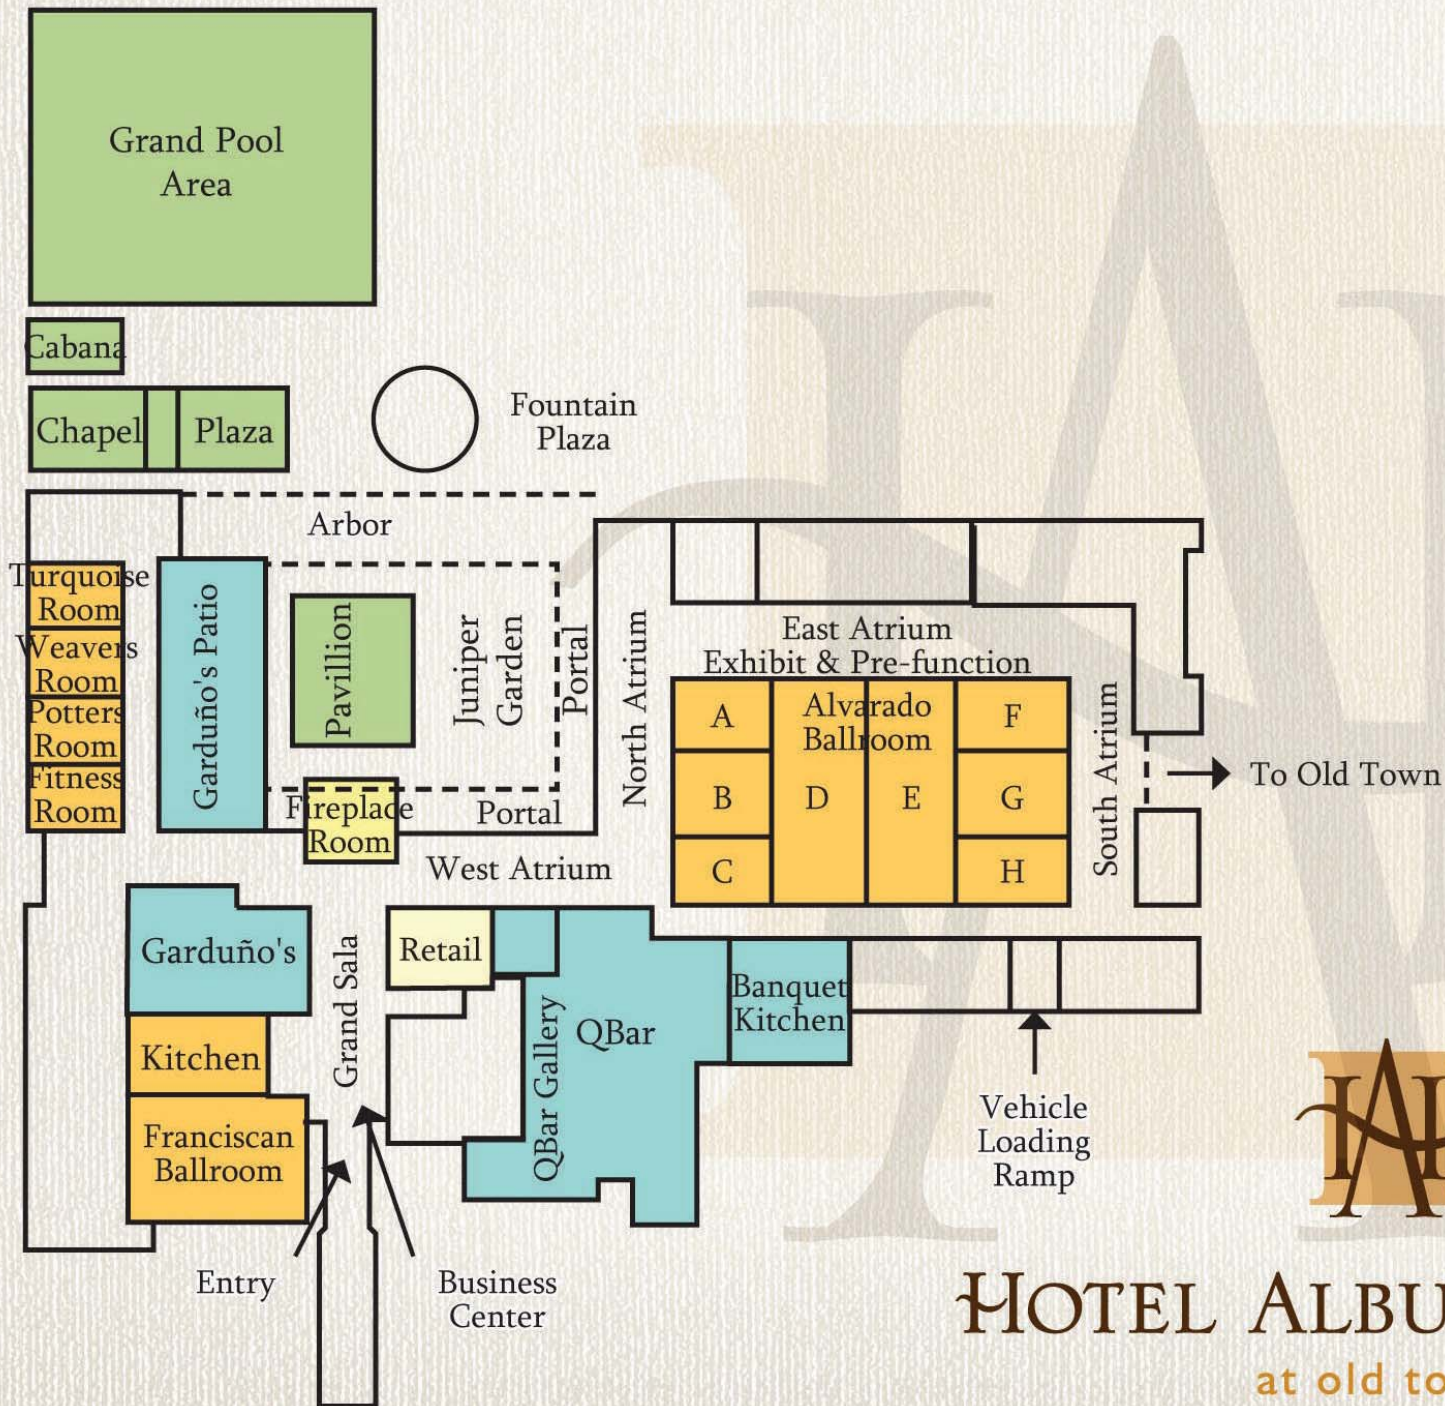 Grand Pool
Area
Cabana
Chapel
Plaza
Fountain
Plaza
Arbor
Turquoise
Room
Weavers
Room
Potters
Room
Fitness
Room
Garduño's Patio
Pavillion
Juniper
Garden
Portal
North Atrium
East Atrium
Exhibit & Pre-function
Alvarado
Ballroom
A
B
C
D
E
F
G
H
South Atrium
To Old Town
Fireplace
Room
Portal
West Atrium
Garduño's
Grand Sala
Retail
Kitchen
Franciscan
Ballroom
QBar Gallery
QBar
Banquet
Kitchen
Vehicle
Loading
Ramp
Entry
Business
Center
HA
HOTEL ALBU
at old to